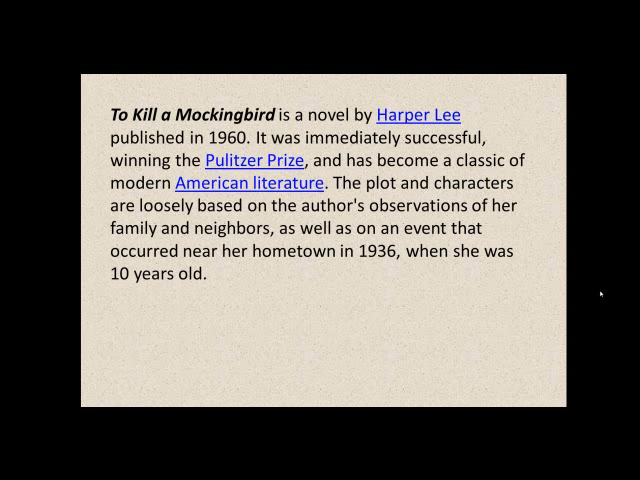 To Kill a Mockingbird is a novel by Harper Lee
published in 1960. It was immediately successful,
winning the Pulitzer Prize, and has become a classic of
modern American literature. The plot and characters
are loosely based on the author's observations of her
family and neighbors, as well as on an event that
occurred near her hometown in 1936, when she was
10 years old.